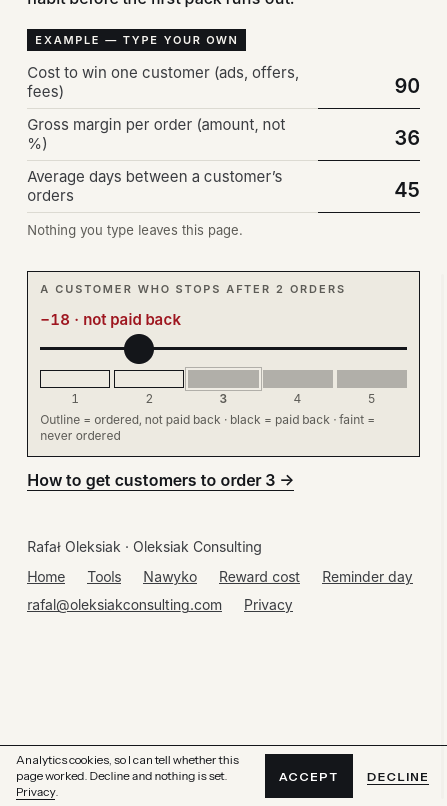 habit before the first pack runs out.
EXAMPLE — TYPE YOUR OWN
Cost to win one customer (ads, offers,
fees)
90
Gross margin per order (amount, not
%)
36
Average days between a customer’s
orders
45
Nothing you type leaves this page.
A CUSTOMER WHO STOPS AFTER 2 ORDERS
−18 · not paid back
1 2 3 4 5
Outline = ordered, not paid back · black = paid back · faint =
never ordered
How to get customers to order 3 →
Rafał Oleksiak · Oleksiak Consulting
Home Tools Nawyko Reward cost Reminder day
rafal@oleksiakconsulting.com Privacy
Analytics cookies, so I can tell whether this
page worked. Decline and nothing is set.
Privacy.
ACCEPT
DECLINE